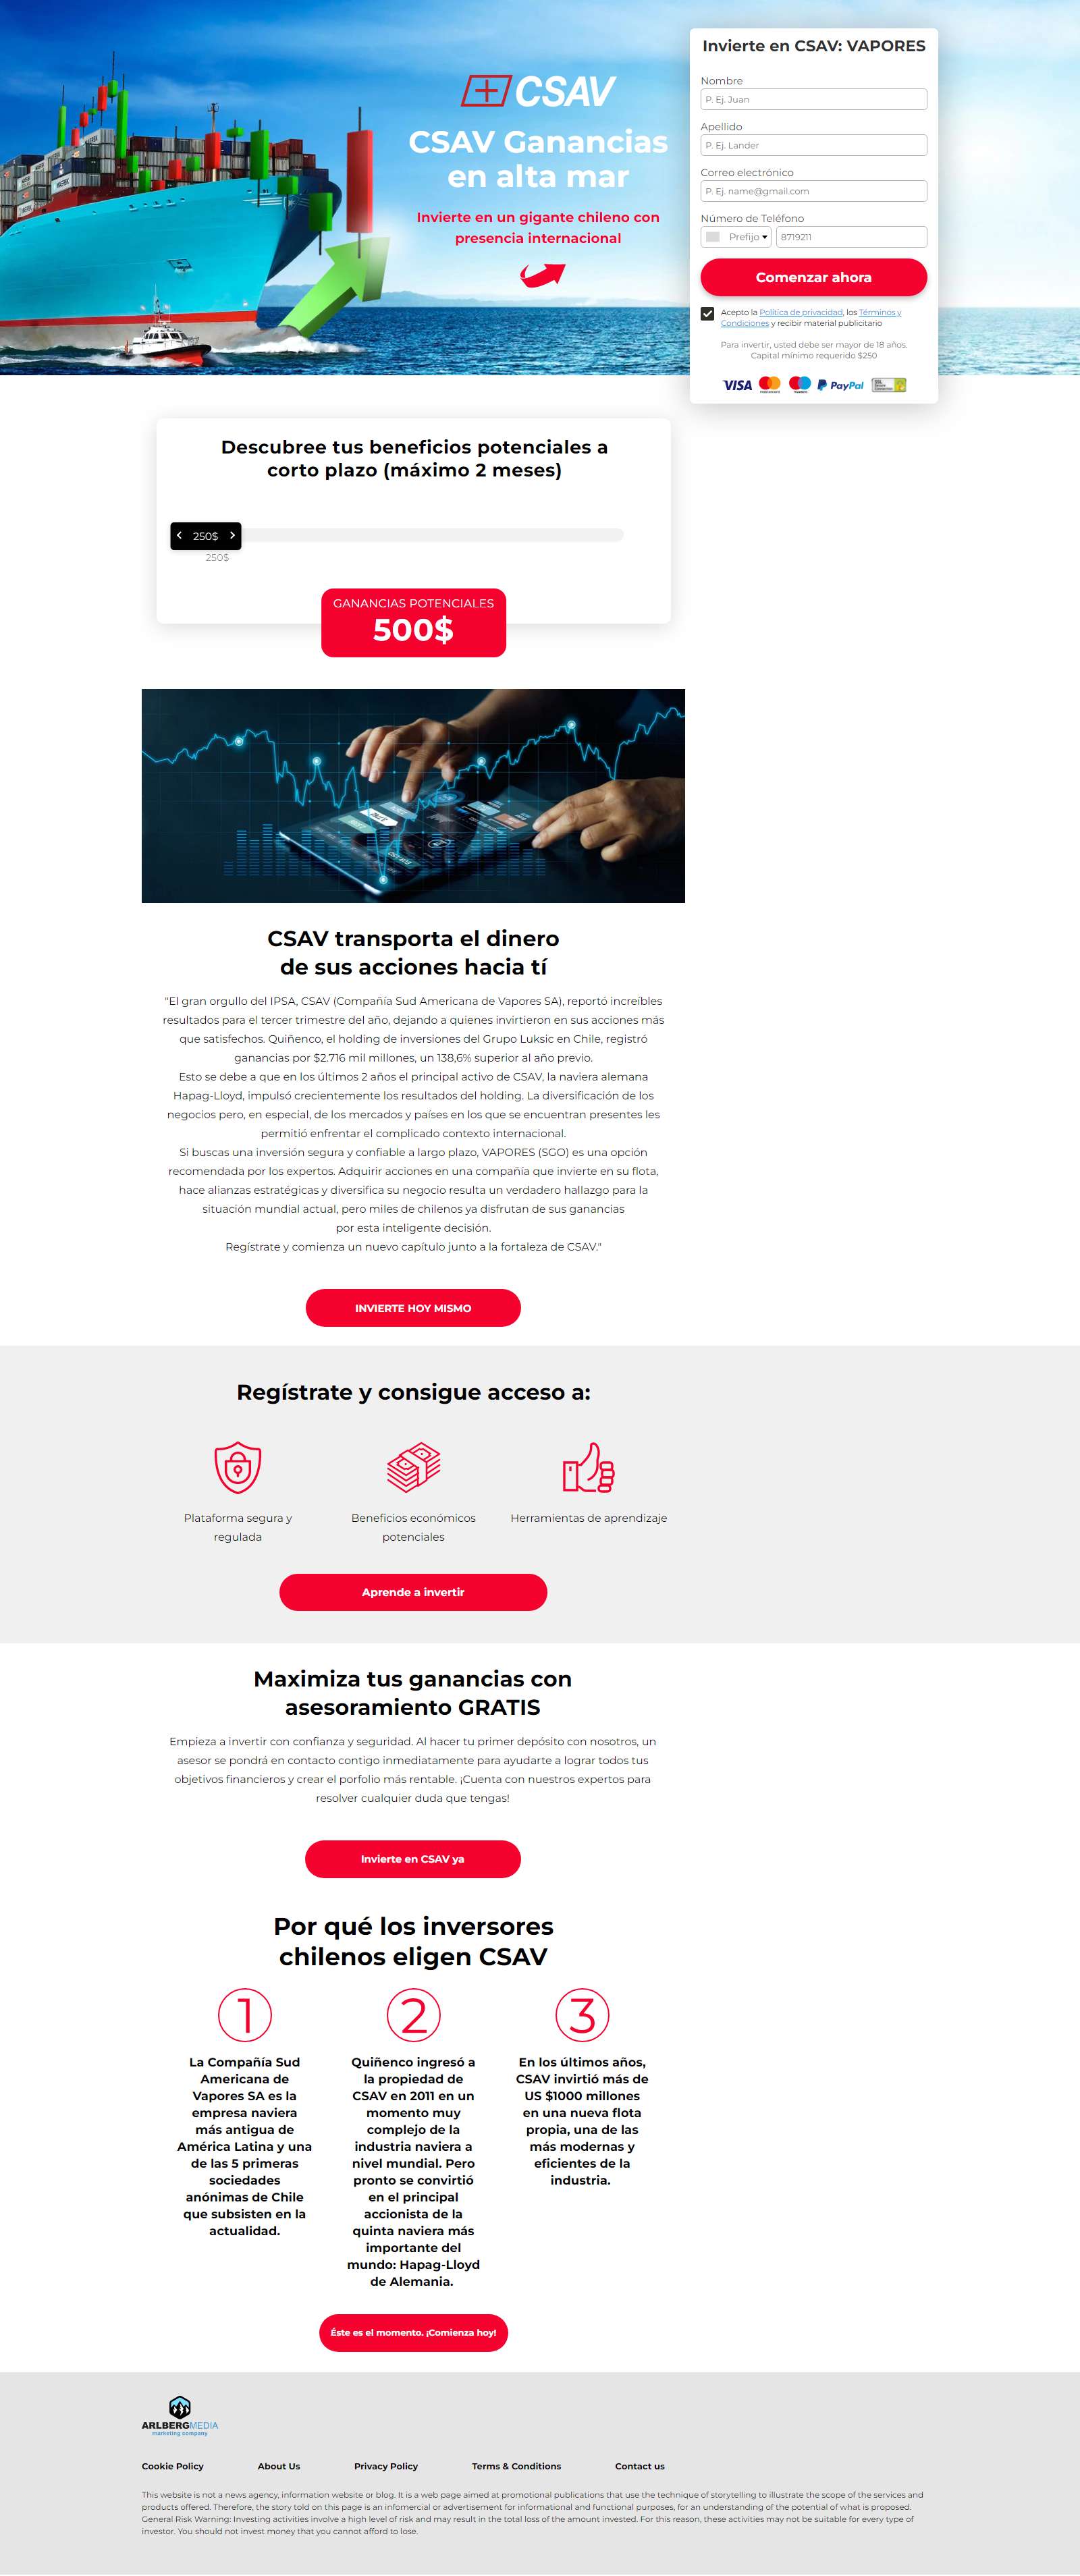 CSAV
CSAV Ganancias
en alta mar
Invierte en un gigante chileno con
presencia internacional
Invierte en CSAV: VAPORES
Nombre
P. Ej. Juan
Apellido
P. Ej. Lander
Correo electrónico
P. Ej. name@gmail.com
Número de Teléfono
Prefijo
8719211
Comenzar ahora
Acepto la Política de privacidad, los Términos y
Condiciones y recibir material publicitario
Para invertir, usted debe ser mayor de 18 años.
Capital mínimo requerido $250
VISA
PayPal
Descubree tus beneficios potenciales a
corto plazo (máximo 2 meses)
250$
250$
GANANCIAS POTENCIALES
500$
CSAV transporta el dinero
de sus acciones hacia tí
"El gran orgullo del IPSA, CSAV (Compañía Sud Americana de Vapores SA), reportó increíbles
resultados para el tercer trimestre del año, dejando a quienes invirtieron en sus acciones más
que satisfechos. Quiñenco, el holding de inversiones del Grupo Luksic en Chile, registró
ganancias por $2.716 mil millones, un 138,6% superior al año previo.
Esto se debe a que en los últimos 2 años el principal activo de CSAV, la naviera alemana
Hapag-Lloyd, impulsó crecientemente los resultados del holding. La diversificación de los
negocios pero, en especial, de los mercados y países en los que se encuentran presentes les
permitió enfrentar el complicado contexto internacional.
Si buscas una inversión segura y confiable a largo plazo, VAPORES (SGO) es una opción
recomendada por los expertos. Adquirir acciones en una compañía que invierte en su flota,
hace alianzas estratégicas y diversifica su negocio resulta un verdadero hallazgo para la
situación mundial actual, pero miles de chilenos ya disfrutan de sus ganancias
por esta inteligente decisión.
Regístrate y comienza un nuevo capítulo junto a la fortaleza de CSAV."
INVIERTE HOY MISMO
Regístrate y consigue acceso a:
Plataforma segura y
regulada
Beneficios económicos
potenciales
Herramientas de aprendizaje
Aprende a invertir
Maximiza tus ganancias con
asesoramiento GRATIS
Empieza a invertir con confianza y seguridad. Al hacer tu primer depósito con nosotros, un
asesor se pondrá en contacto contigo inmediatamente para ayudarte a lograr todos tus
objetivos financieros y crear el porfolio más rentable. ¡Cuenta con nuestros expertos para
resolver cualquier duda que tengas!
Invierte en CSAV ya
Por qué los inversores
chilenos eligen CSAV
1
La Compañía Sud
Americana de
Vapores SA es la
empresa naviera
más antigua de
América Latina y una
de las 5 primeras
sociedades
anónimas de Chile
que subsisten en la
actualidad.
2
Quiñenco ingresó a
la propiedad de
CSAV en 2011 en un
momento muy
complejo de la
industria naviera a
nivel mundial. Pero
pronto se convirtió
en el principal
accionista de la
quinta naviera más
importante del
mundo: Hapag-Lloyd
de Alemania.
3
En los últimos años,
CSAV invirtió más de
US $1000 millones
en una nueva flota
propia, una de las
más modernas y
eficientes de la
industria.
Éste es el momento. ¡Comienza hoy!
ARLBERGMEDIA
marketing company
Cookie Policy
About Us
Privacy Policy
Terms & Conditions
Contact us
This website is not a news agency, information website or blog. It is a web page aimed at promotional publications that use the technique of storytelling to illustrate the scope of the services and
products offered. Therefore, the story told on this page is an infomercial or advertisement for informational and functional purposes, for an understanding of the potential of what is proposed.
General Risk Warning: Investing activities involve a high level of risk and may result in the total loss of the amount invested. For this reason, these activities may not be suitable for every type of
investor. You should not invest money that you cannot afford to lose.